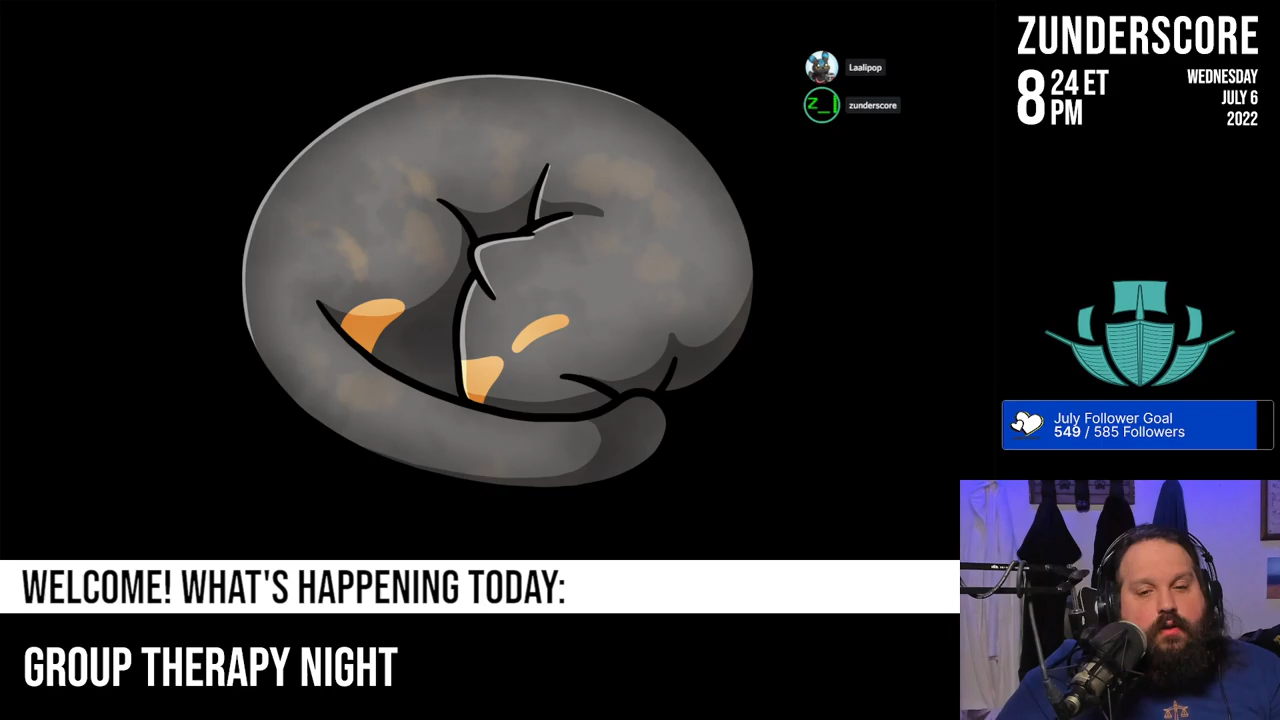 Laalipop
z_
zunderscore
ZUNDERSCORE
8 24 ET
PM
WEDNESDAY
JULY 6
2022
July Follower Goal
549 / 585 Followers
WELCOME! WHAT'S HAPPENING TODAY:
GROUP THERAPY NIGHT